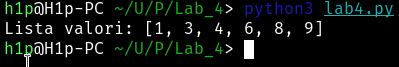 h1p@H1p-PC ~/U/P/Lab_4> python3 lab4.py
Lista valori: [1, 3, 4, 6, 8, 9]
h1p@H1p-PC ~/U/P/Lab_4>